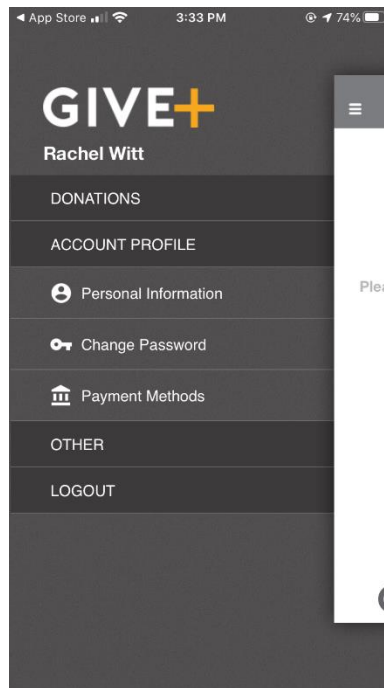 App Store 3:33 PM 74%
GIVE+
Rachel Witt
DONATIONS
ACCOUNT PROFILE
Personal Information
Change Password
Payment Methods
OTHER
LOGOUT